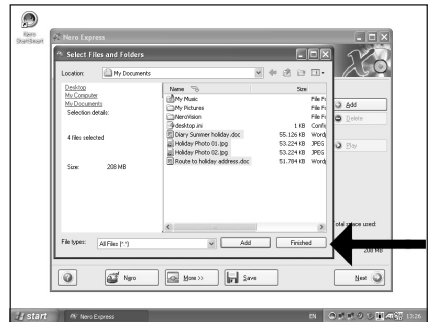 Nero
StartSmart
Nero Express
Select Files and Folders
Location:
My Documents
Desktop
My Computer
My Documents
Selection details:
4 files selected
Size:
208 MB
Name
Size
My Music
File Fo
My Pictures
File Fo
NeroVision
File Fo
desktop.ini
1 KB
Config
Diary Summer holiday.doc
55.126 KB
Word
Holiday Photo 01.jpg
53.224 KB
JPEG
Holiday Photo 02.jpg
53.224 KB
JPEG
Route to holiday address.doc
51.784 KB
Word
Add
Delete
Play
File types:
All Files (*.*)
Add
Finished
otal space used:
208 MB
Nero
More >>
Save
Next
start
Nero Express
EN
13:26